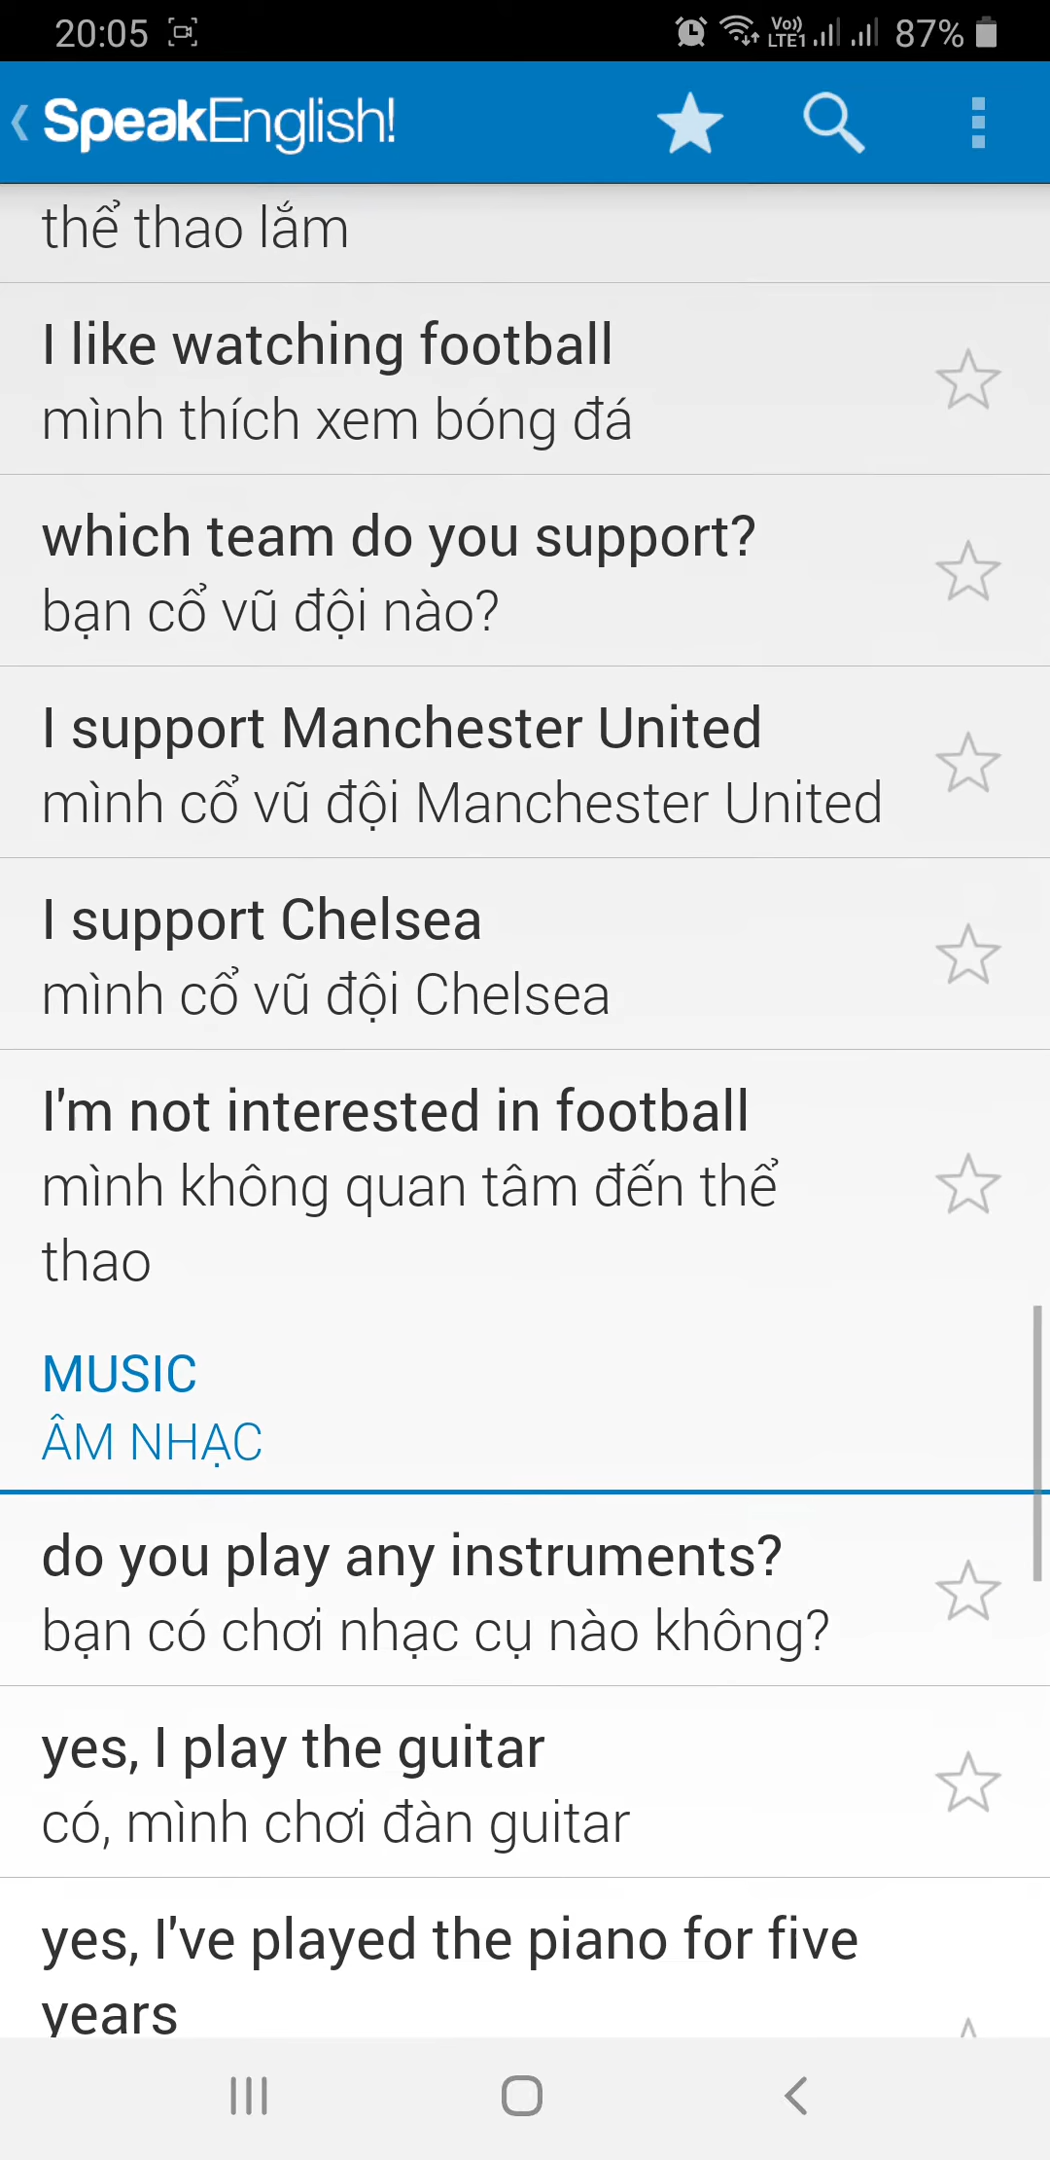 20:05 Vo)) LTE1 87%
SpeakEnglish!
thể thao lắm
I like watching football
mình thích xem bóng đá
which team do you support?
bạn cổ vũ đội nào?
I support Manchester United
mình cổ vũ đội Manchester United
I support Chelsea
mình cổ vũ đội Chelsea
I'm not interested in football
mình không quan tâm đến thể
thao
MUSIC
ÂM NHẠC
do you play any instruments?
bạn có chơi nhạc cụ nào không?
yes, I play the guitar
có, mình chơi đàn guitar
yes, I've played the piano for five
years